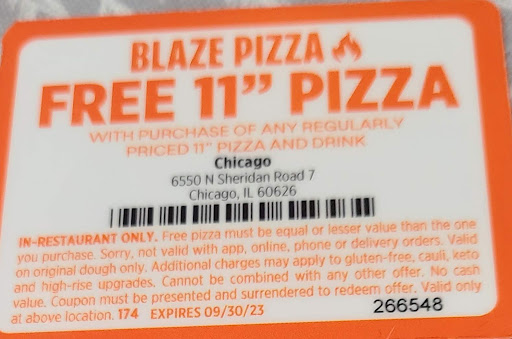 BLAZE PIZZA
FREE 11" PIZZA
WITH PURCHASE OF ANY REGULARLY
PRICED 11" PIZZA AND DRINK
Chicago
6550 N Sheridan Road 7
Chicago, IL 60626
IN-RESTAURANT ONLY. Free pizza must be equal or lesser value than the one
you purchase. Sorry, not valid with app, online, phone or delivery orders. Valid
on original dough only. Additional charges may apply to gluten-free, cauli, keto
and high-rise upgrades. Cannot be combined with any other offer. No cash
value. Coupon must be presented and surrendered to redeem offer. Valid only
at above location. 174 EXPIRES 09/30/23 266548